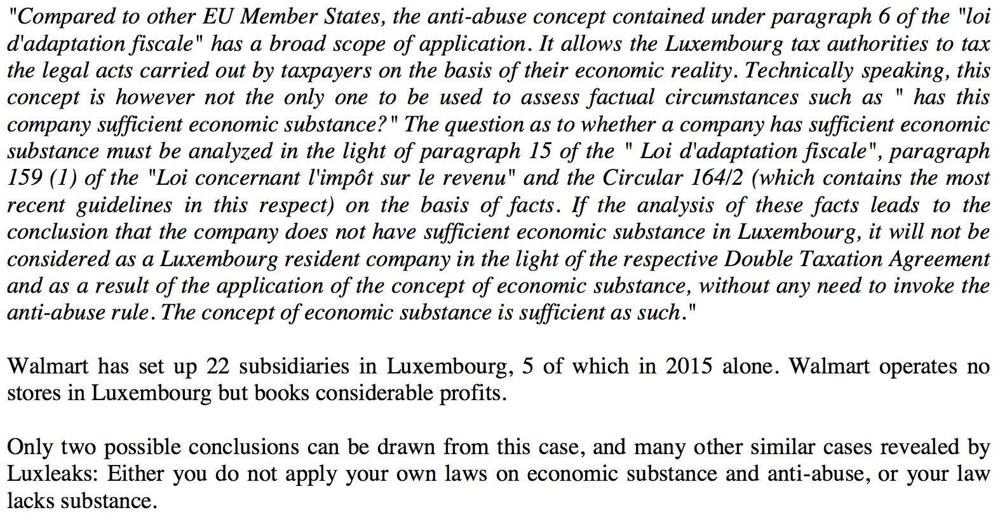 "Compared to other EU Member States, the anti-abuse concept contained under paragraph 6 of the "loi
d'adaptation fiscale" has a broad scope of application. It allows the Luxembourg tax authorities to tax
the legal acts carried out by taxpayers on the basis of their economic reality. Technically speaking, this
concept is however not the only one to be used to assess factual circumstances such as " has this
company sufficient economic substance?" The question as to whether a company has sufficient economic
substance must be analyzed in the light of paragraph 15 of the " Loi d'adaptation fiscale", paragraph
159 (1) of the "Loi concernant l'impôt sur le revenu" and the Circular 164/2 (which contains the most
recent guidelines in this respect) on the basis of facts. If the analysis of these facts leads to the
conclusion that the company does not have sufficient economic substance in Luxembourg, it will not be
considered as a Luxembourg resident company in the light of the respective Double Taxation Agreement
and as a result of the application of the concept of economic substance, without any need to invoke the
anti-abuse rule. The concept of economic substance is sufficient as such."
Walmart has set up 22 subsidiaries in Luxembourg, 5 of which in 2015 alone. Walmart operates no
stores in Luxembourg but books considerable profits.
Only two possible conclusions can be drawn from this case, and many other similar cases revealed by
Luxleaks: Either you do not apply your own laws on economic substance and anti-abuse, or your law
lacks substance.